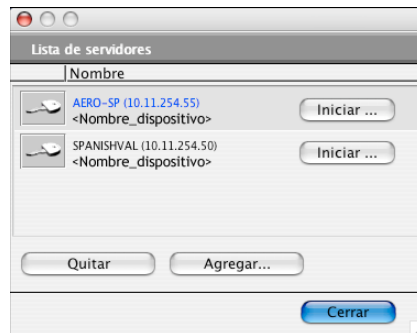 Lista de servidores
Nombre
AERO-SP (10.11.254.55)
<Nombre_dispositivo>
Iniciar ...
SPANISHVAL (10.11.254.50)
<Nombre_dispositivo>
Iniciar ...
Quitar
Agregar...
Cerrar